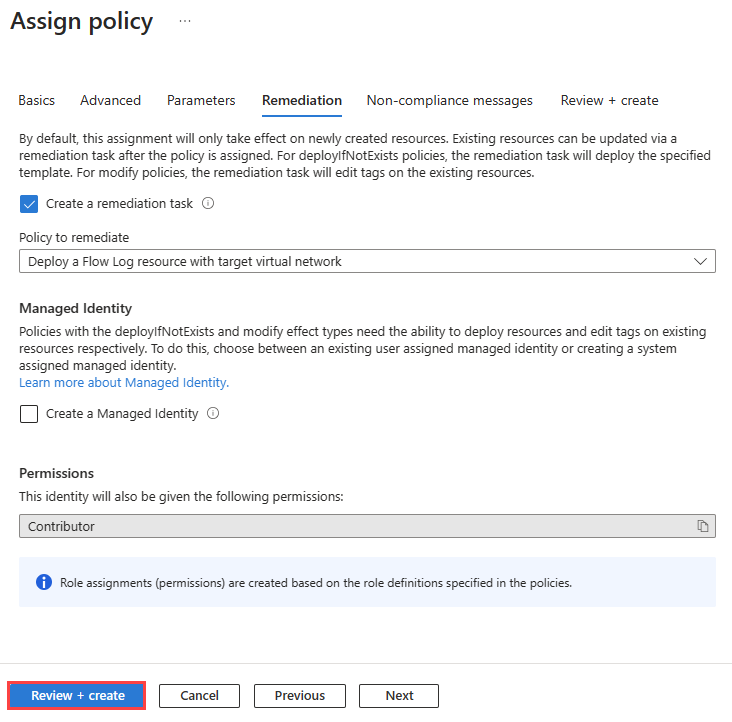 Assign policy ...
Basics Advanced Parameters Remediation Non-compliance messages Review + create
By default, this assignment will only take effect on newly created resources. Existing resources can be updated via a
remediation task after the policy is assigned. For deployIfNotExists policies, the remediation task will deploy the specified
template. For modify policies, the remediation task will edit tags on the existing resources.
Create a remediation task
Policy to remediate
Deploy a Flow Log resource with target virtual network
Managed Identity
Policies with the deployIfNotExists and modify effect types need the ability to deploy resources and edit tags on existing
resources respectively. To do this, choose between an existing user assigned managed identity or creating a system
assigned managed identity.
Learn more about Managed Identity.
Create a Managed Identity
Permissions
This identity will also be given the following permissions:
Contributor
Role assignments (permissions) are created based on the role definitions specified in the policies.
Review + create Cancel Previous Next